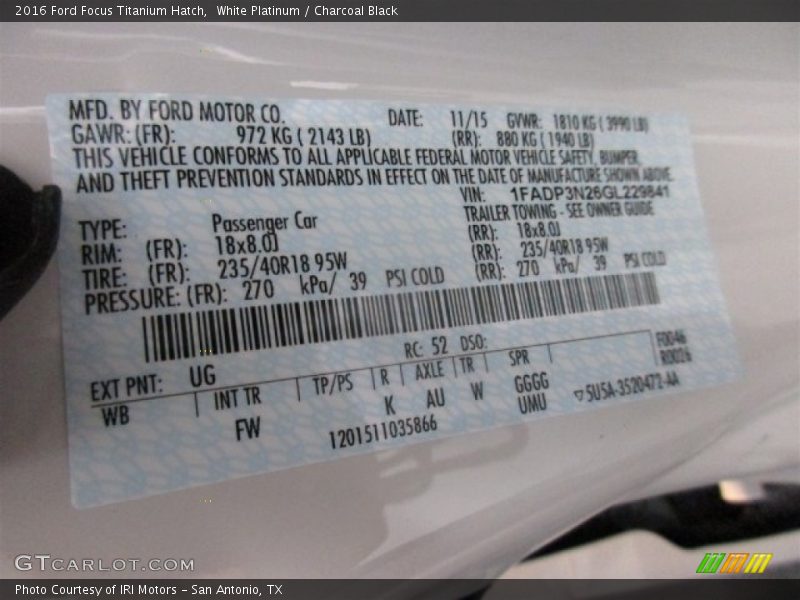 2016 Ford Focus Titanium Hatch, White Platinum / Charcoal Black
MFD. BY FORD MOTOR CO. DATE: 11/15 GVWR: 1810 KG ( 3990 LB)
GAWR: (FR): 972 KG ( 2143 LB) (RR): 880 KG ( 1940 LB)
THIS VEHICLE CONFORMS TO ALL APPLICABLE FEDERAL MOTOR VEHICLE SAFETY, BUMPER,
AND THEFT PREVENTION STANDARDS IN EFFECT ON THE DATE OF MANUFACTURE SHOWN ABOVE.
VIN: 1FADP3N26GL229841
TYPE: Passenger Car TRAILER TOWING - SEE OWNER GUIDE
RIM: (FR): 18x8.0J (RR): 18x8.0J
TIRE: (FR): 235/40R18 95W (RR): 235/40R18 95W
PRESSURE: (FR): 270 kPa/ 39 PSI COLD (RR): 270 kPa/ 39 PSI COLD
RC: 52 DSO: F0046
EXT PNT: UG R0026
WB INT TR TP/PS R AXLE TR SPR
FW K AU W GGGG
1201511035866 UMU ▽5U5A-3520472-AA
GTCARLOT.COM
Photo Courtesy of IRI Motors – San Antonio, TX